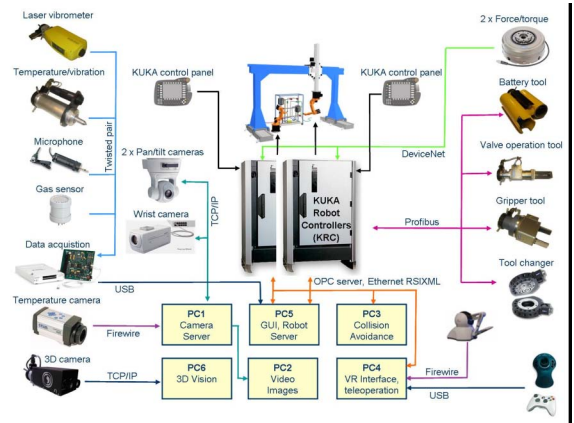 Laser vibrometer
2 x Force/torque
Temperature/vibration
KUKA control panel
KUKA control panel
Battery tool
Microphone
Twisted pair
2 x Pan/tilt cameras
DeviceNet
Valve operation tool
Gas sensor
TCP/IP
KUKA
Robot
Controllers
(KRC)
Profibus
Gripper tool
Wrist camera
Data acquistion
Tool changer
USB
OPC server, Ethernet RSIXML
Temperature camera
Firewire
PC1
Camera
Server
PC5
GUI, Robot
Server
PC3
Collision
Avoidance
3D camera
TCP/IP
PC6
3D Vision
PC2
Video
Images
PC4
VR Interface,
teleoperation
Firewire
USB